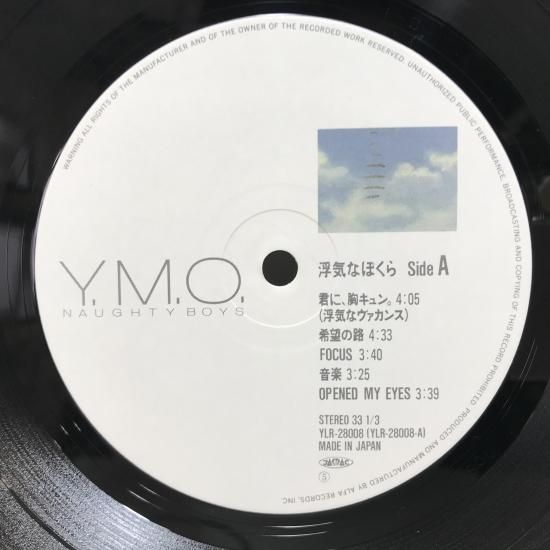 WARNING ALL RIGHTS OF THE MANUFACTURER AND OF THE OWNER OF THE RECORDED WORK RESERVED. UNAUTHORIZED PUBLIC PERFORMANCE, BROADCASTING AND COPYING OF THIS RECORD PROHIBITED. PRODUCED AND MANUFACTURED BY ALFA RECORDS, INC.
Y.M.O.
NAUGHTY BOYS
浮気なぼくら Side A
君に、胸キュン。4:05
(浮気なヴァカンス)
希望の路 4:33
FOCUS 3:40
音楽 3:25
OPENED MY EYES 3:39
STEREO 33 1/3
YLR-28008 (YLR-28008-A)
MADE IN JAPAN
JASRAC
⑤